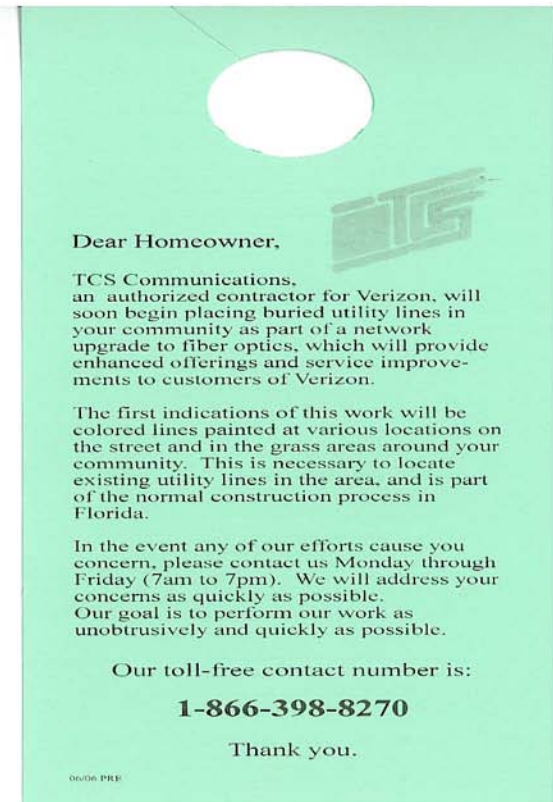 TCS
Dear Homeowner,
TCS Communications,
an authorized contractor for Verizon, will
soon begin placing buried utility lines in
your community as part of a network
upgrade to fiber optics, which will provide
enhanced offerings and service improve-
ments to customers of Verizon.
The first indications of this work will be
colored lines painted at various locations on
the street and in the grass areas around your
community. This is necessary to locate
existing utility lines in the area, and is part
of the normal construction process in
Florida.
In the event any of our efforts cause you
concern, please contact us Monday through
Friday (7am to 7pm). We will address your
concerns as quickly as possible.
Our goal is to perform our work as
unobtrusively and quickly as possible.
Our toll-free contact number is:
1-866-398-8270
Thank you.
06/06 PRE